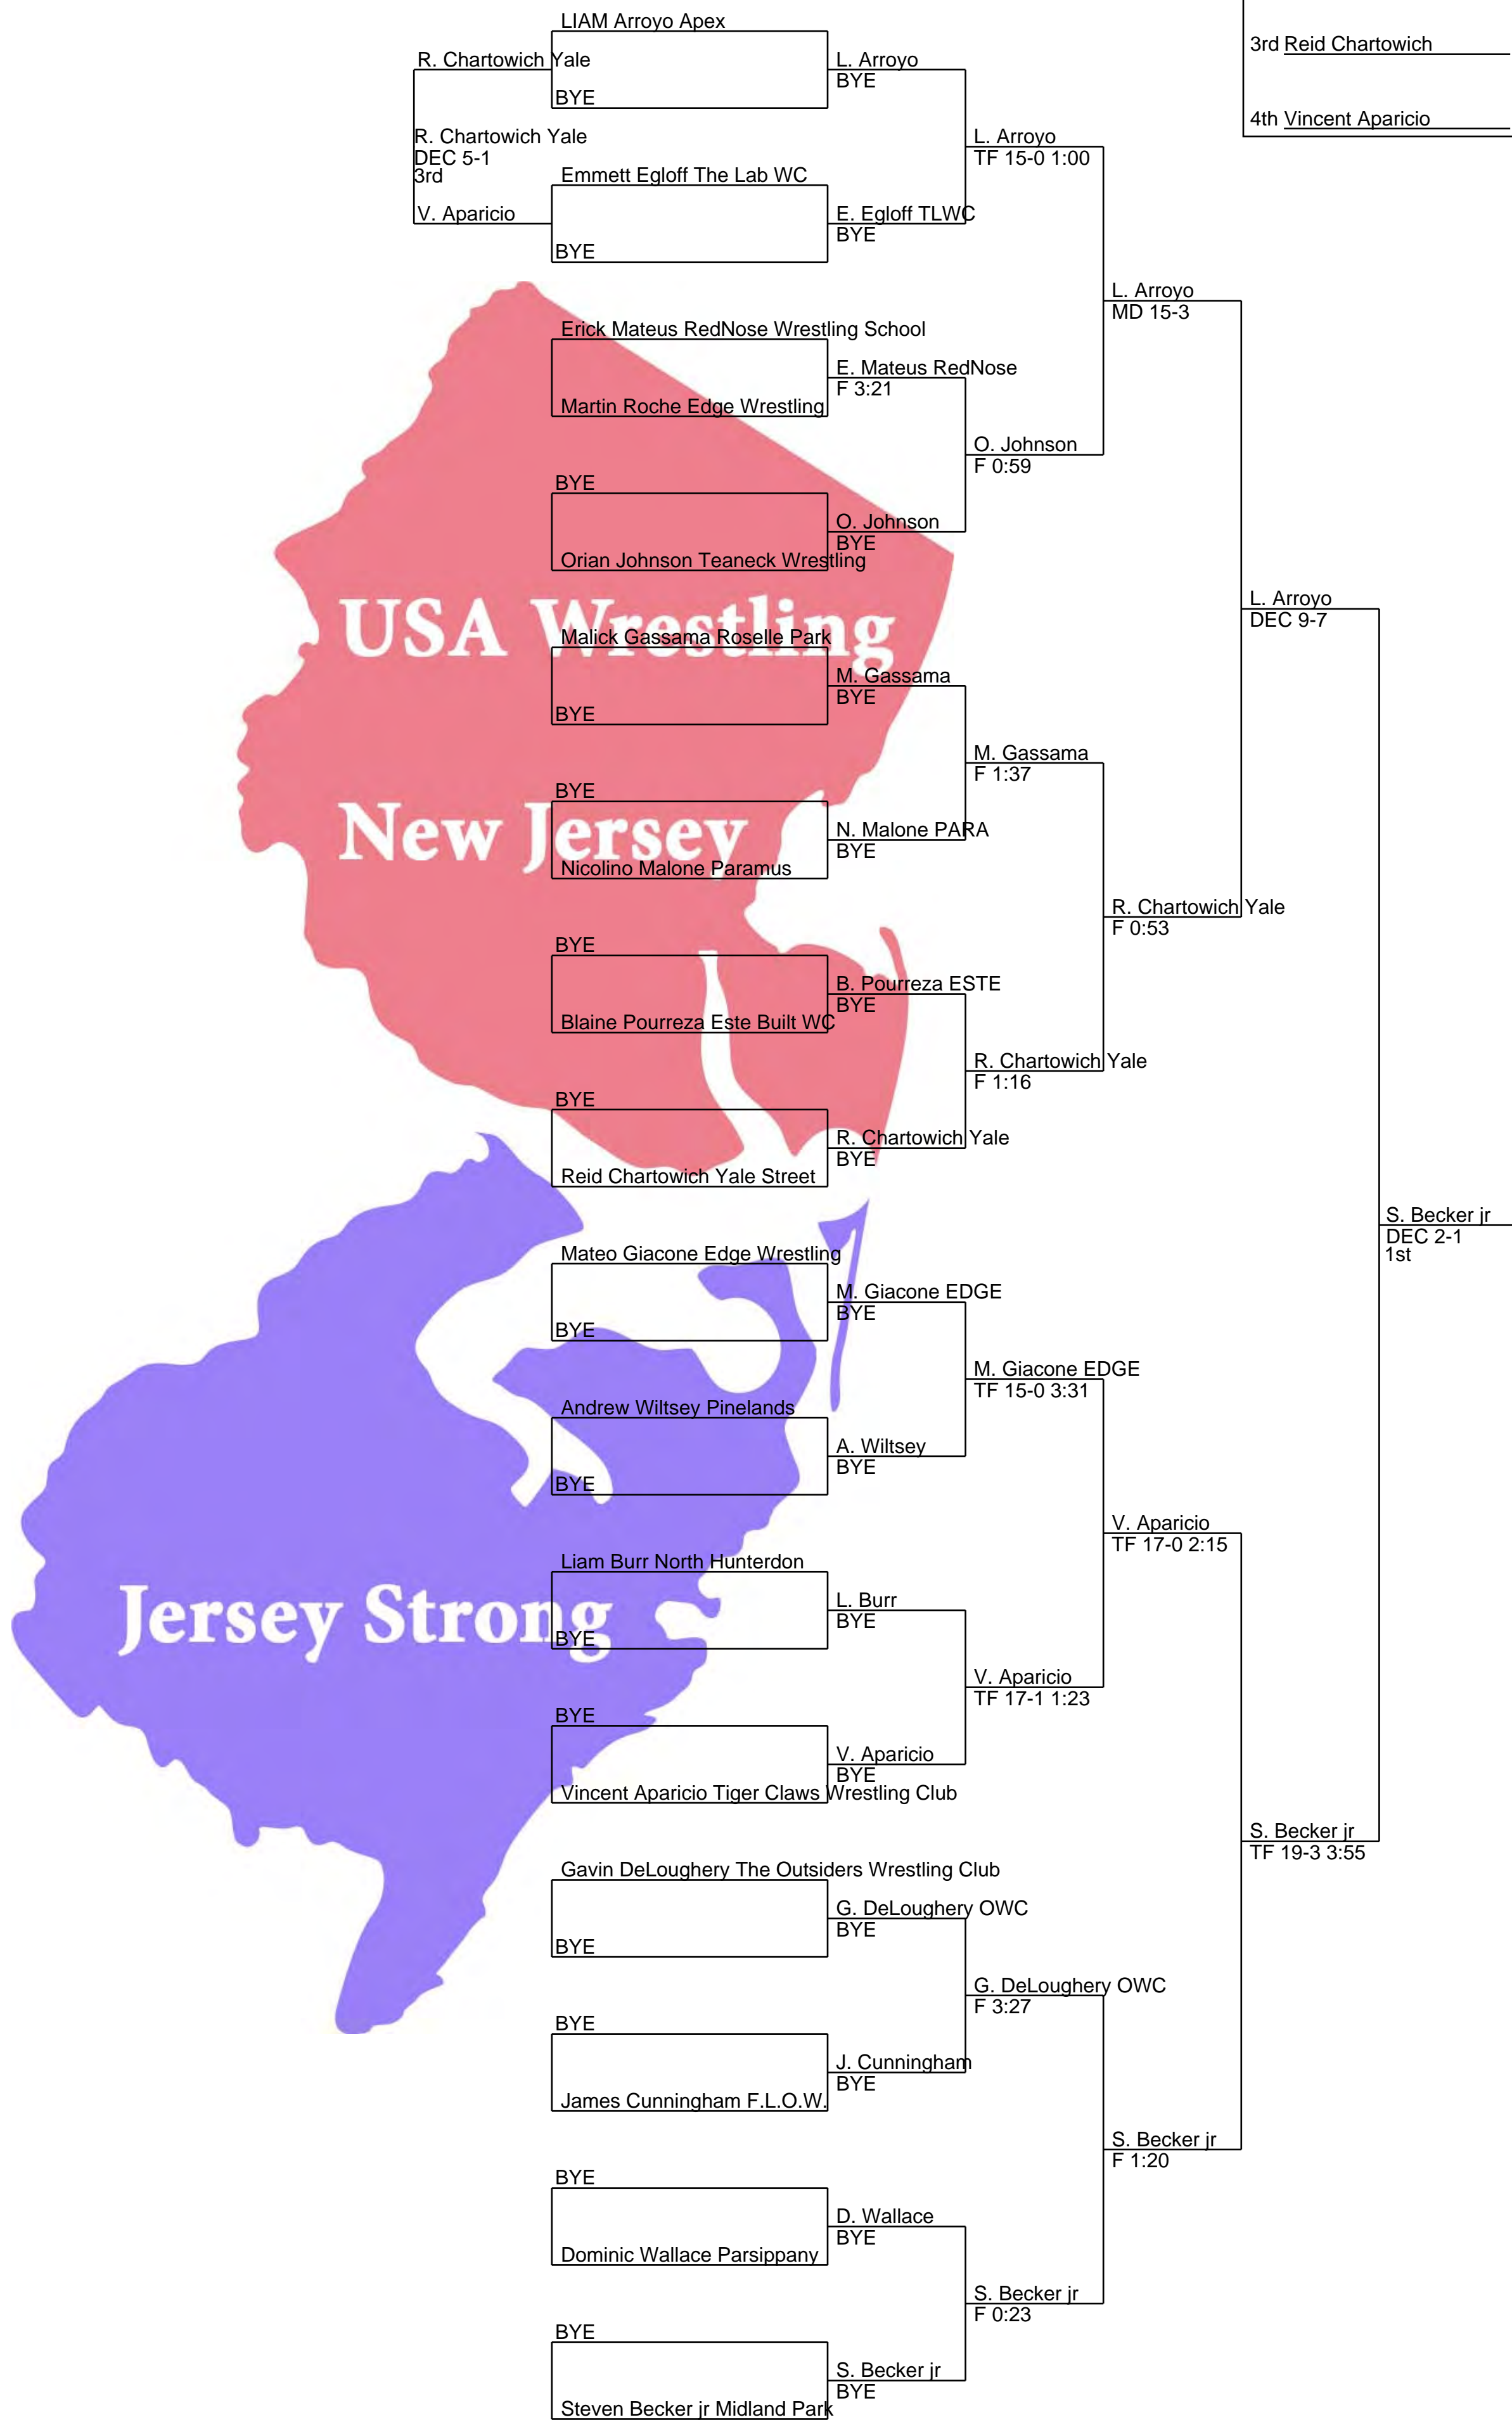 LIAM Arroyo Apex
3rd Reid Chartowich
R. Chartowich Yale
L. Arroyo
BYE
BYE
4th Vincent Aparicio
R. Chartowich Yale
DEC 5-1
3rd
L. Arroyo
TF 15-0 1:00
Emmett Egloff The Lab WC
V. Aparicio
E. Egloff TLWC
BYE
BYE
L. Arroyo
MD 15-3
Erick Mateus RedNose Wrestling School
E. Mateus RedNose
F 3:21
Martin Roche Edge Wrestling
O. Johnson
F 0:59
BYE
O. Johnson
BYE
Orian Johnson Teaneck Wrestling
L. Arroyo
DEC 9-7
USA Wrestling
Malick Gassama Roselle Park
M. Gassama
BYE
BYE
M. Gassama
F 1:37
BYE
New Jersey
N. Malone PARA
BYE
Nicolino Malone Paramus
R. Chartowich Yale
F 0:53
BYE
B. Pourreza ESTE
BYE
Blaine Pourreza Este Built WC
R. Chartowich Yale
F 1:16
BYE
R. Chartowich Yale
BYE
Reid Chartowich Yale Street
S. Becker jr
DEC 2-1
1st
Mateo Giacone Edge Wrestling
M. Giacone EDGE
BYE
BYE
M. Giacone EDGE
TF 15-0 3:31
Andrew Wiltsey Pinelands
A. Wiltsey
BYE
BYE
V. Aparicio
TF 17-0 2:15
Liam Burr North Hunterdon
L. Burr
BYE
Jersey Strong
BYE
V. Aparicio
TF 17-1 1:23
BYE
V. Aparicio
BYE
Vincent Aparicio Tiger Claws Wrestling Club
S. Becker jr
TF 19-3 3:55
Gavin DeLoughery The Outsiders Wrestling Club
G. DeLoughery OWC
BYE
BYE
G. DeLoughery OWC
F 3:27
BYE
J. Cunningham
BYE
James Cunningham F.L.O.W.
S. Becker jr
F 1:20
BYE
D. Wallace
BYE
Dominic Wallace Parsippany
S. Becker jr
F 0:23
BYE
S. Becker jr
BYE
Steven Becker jr Midland Park